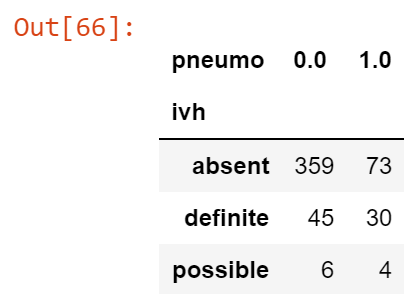 Out[66]:
pneumo 0.0 1.0
ivh
absent 359 73
definite 45 30
possible 6 4